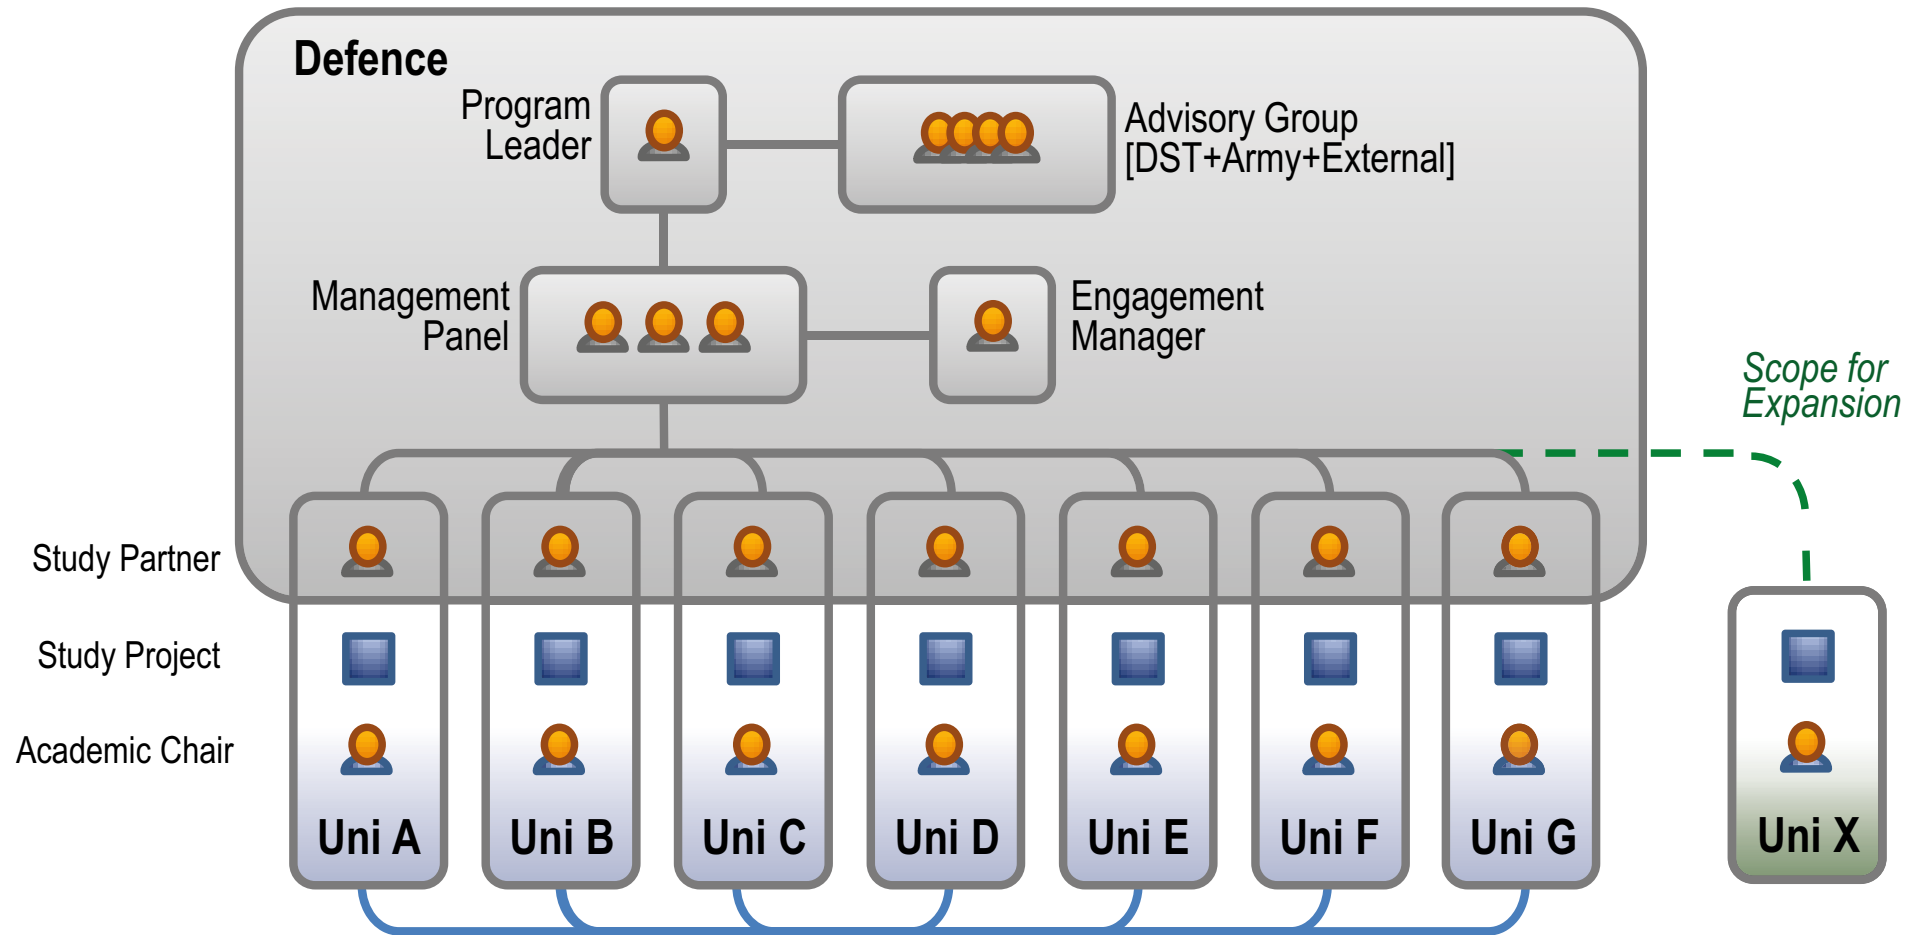 Defence
Program
Leader
Advisory Group
[DST+Army+External]
Management
Panel
Engagement
Manager
Scope for
Expansion
Study Partner
Study Project
Academic Chair
Uni A
Uni B
Uni C
Uni D
Uni E
Uni F
Uni G
Uni X